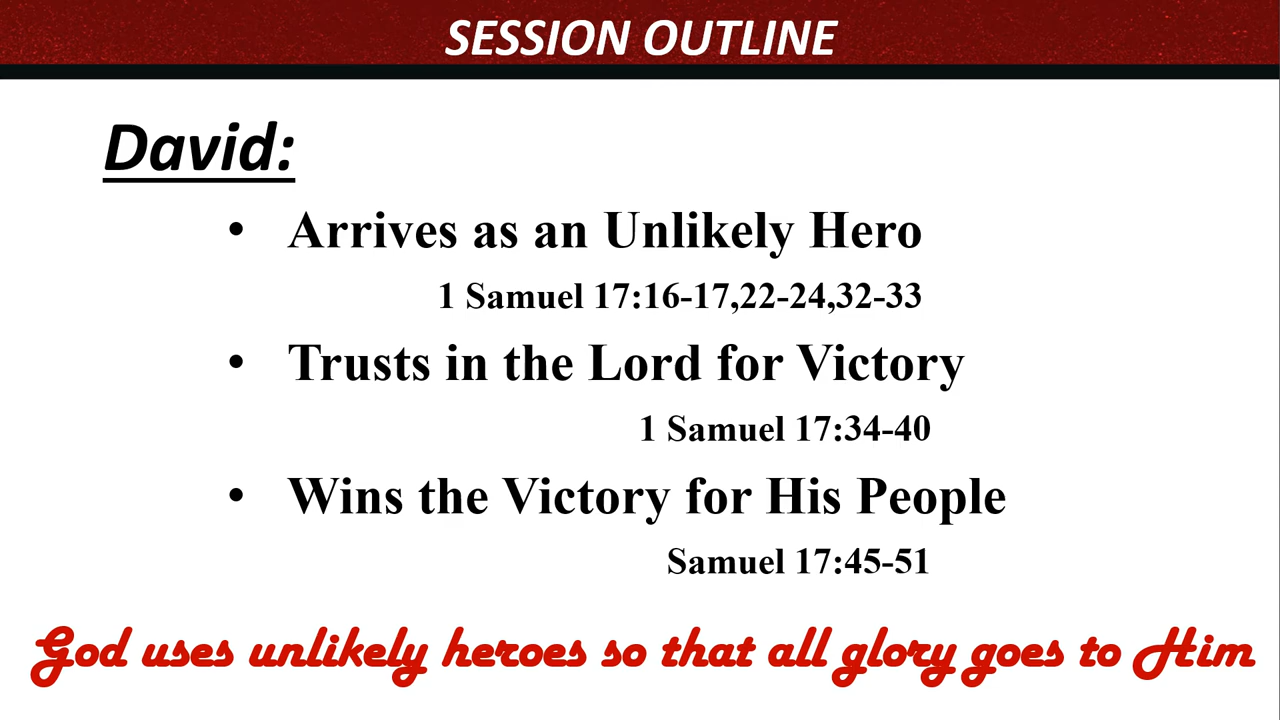 SESSION OUTLINE
David:
• Arrives as an Unlikely Hero
1 Samuel 17:16-17,22-24,32-33
• Trusts in the Lord for Victory
1 Samuel 17:34-40
• Wins the Victory for His People
Samuel 17:45-51
God uses unlikely heroes so that all glory goes to Him